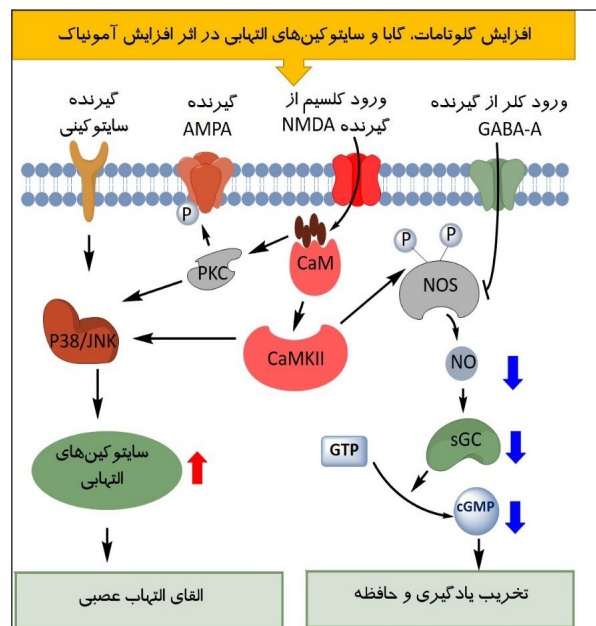 افزایش گلوتامات، گابا و سایتوکین‌های التهابی در اثر افزایش آمونیاک
گیرنده
سایتوکینی
گیرنده
AMPA
ورود کلسیم از
گیرنده NMDA
ورود کلر از گیرنده
GABA-A
P
PKC
CaM
P
P
NOS
P38/JNK
CaMKII
NO
سایتوکین‌های
التهابی
GTP
sGC
cGMP
القای التهاب عصبی
تخریب یادگیری و حافظه